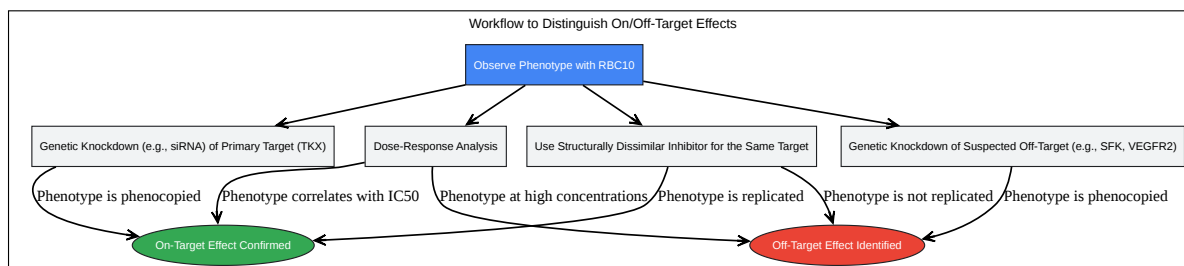 Workflow to Distinguish On/Off-Target Effects
Observe Phenotype with RBC10
Genetic Knockdown (e.g., siRNA) of Primary Target (TKX)
Dose-Response Analysis
Use Structurally Dissimilar Inhibitor for the Same Target
Genetic Knockdown of Suspected Off-Target (e.g., SFK, VEGFR2)
Phenotype is phenocopied
Phenotype correlates with IC50
Phenotype at high concentrations
Phenotype is replicated
Phenotype is not replicated
Phenotype is phenocopied
On-Target Effect Confirmed
Off-Target Effect Identified